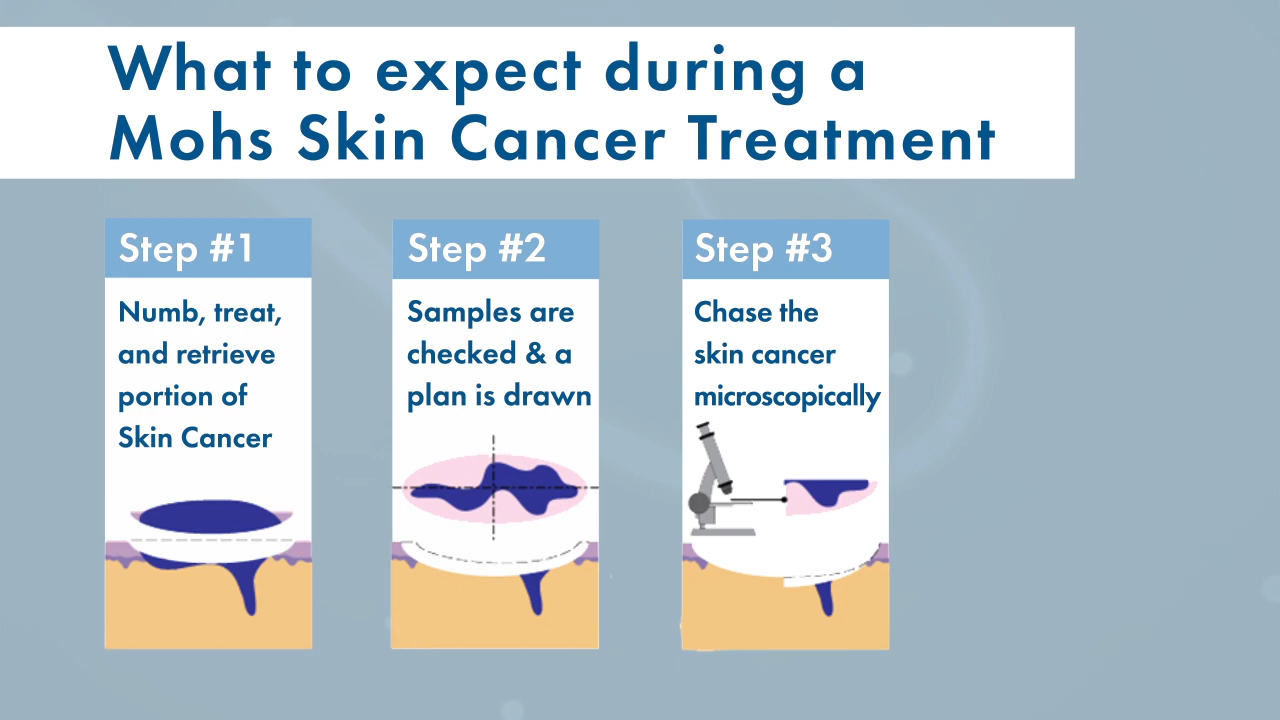 What to expect during a
Mohs Skin Cancer Treatment
Step #1
Numb, treat,
and retrieve
portion of
Skin Cancer
Step #2
Samples are
checked & a
plan is drawn
Step #3
Chase the
skin cancer
microscopically